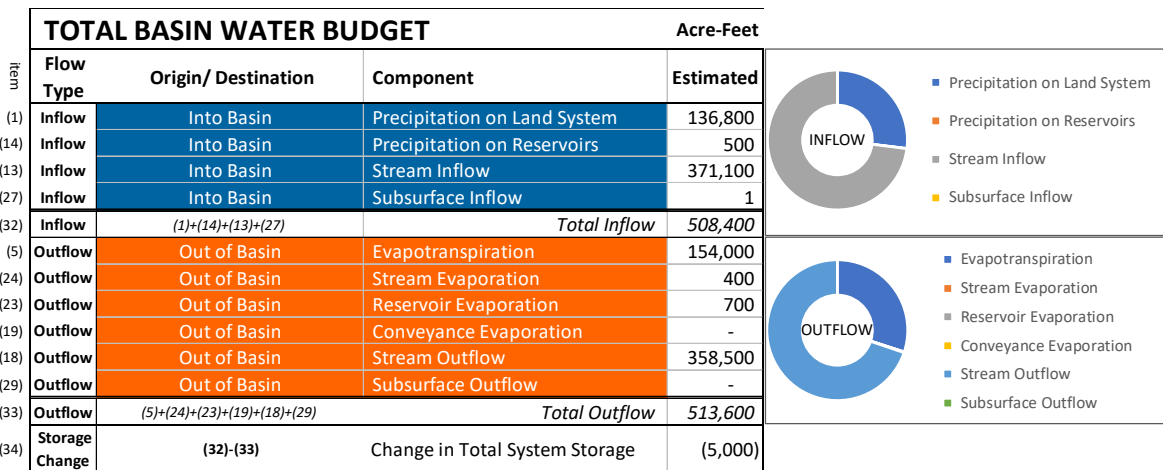 TOTAL BASIN WATER BUDGET Acre-Feet
item Flow Type Origin/ Destination Component Estimated
(1) Inflow Into Basin Precipitation on Land System 136,800
(14) Inflow Into Basin Precipitation on Reservoirs 500
(13) Inflow Into Basin Stream Inflow 371,100
(27) Inflow Into Basin Subsurface Inflow 1
(32) Inflow (1)+(14)+(13)+(27) Total Inflow 508,400
(5) Outflow Out of Basin Evapotranspiration 154,000
(24) Outflow Out of Basin Stream Evaporation 400
(23) Outflow Out of Basin Reservoir Evaporation 700
(19) Outflow Out of Basin Conveyance Evaporation -
(18) Outflow Out of Basin Stream Outflow 358,500
(29) Outflow Out of Basin Subsurface Outflow -
(33) Outflow (5)+(24)+(23)+(19)+(18)+(29) Total Outflow 513,600
(34) Storage Change (32)-(33) Change in Total System Storage (5,000)
INFLOW
Precipitation on Land System
Precipitation on Reservoirs
Stream Inflow
Subsurface Inflow
OUTFLOW
Evapotranspiration
Stream Evaporation
Reservoir Evaporation
Conveyance Evaporation
Stream Outflow
Subsurface Outflow